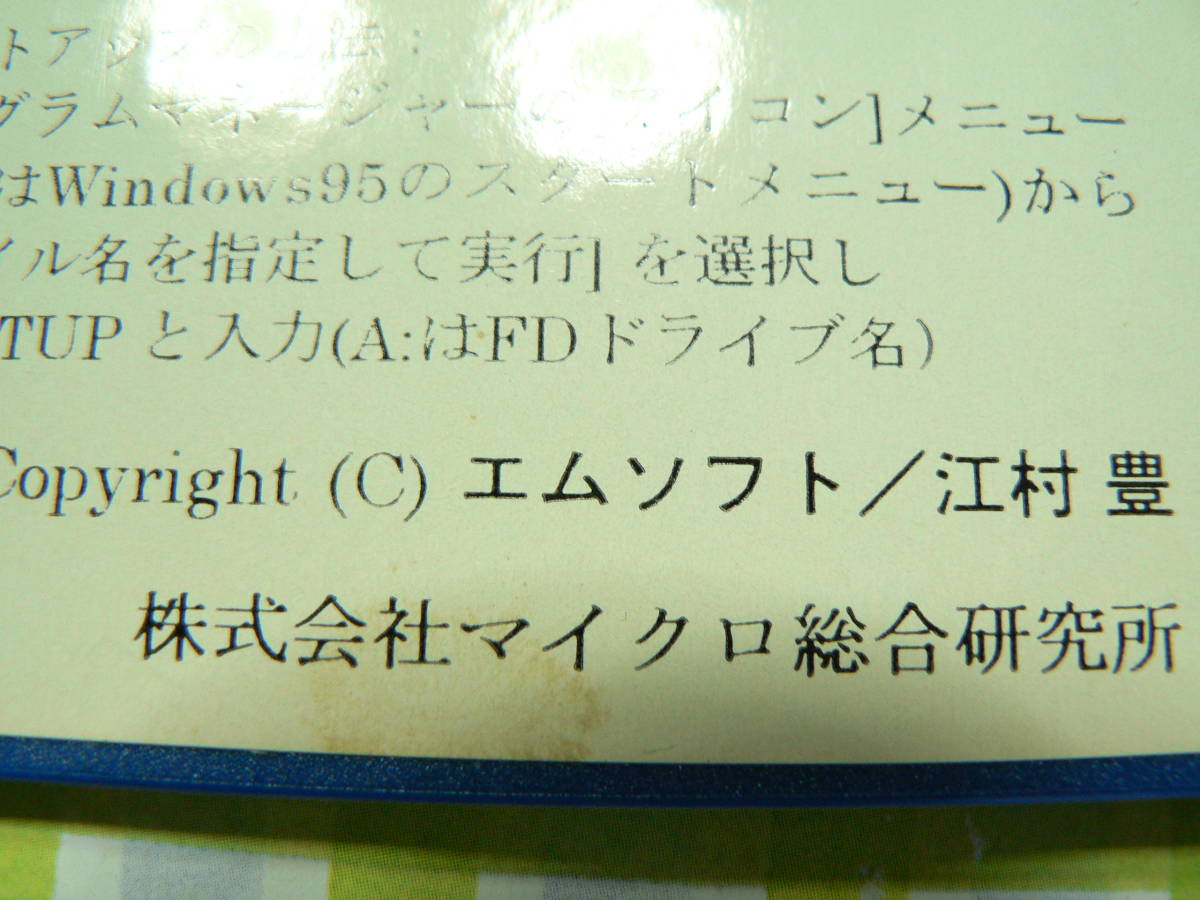 トアップの方法：
グラムマネージャーの[アイコン]メニュー
はWindows95のスタートメニュー)から
イル名を指定して実行] を選択し
TUP と入力(A:はFDドライブ名)
Copyright (C) エムソフト／江村 豊
株式会社マイクロ総合研究所